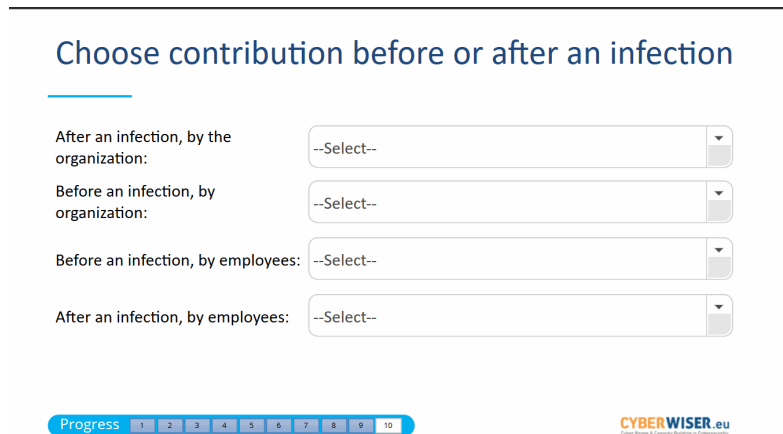 Choose contribution before or after an infection
After an infection, by the
organization:
--Select--
Before an infection, by
organization:
--Select--
Before an infection, by employees:
--Select--
After an infection, by employees:
--Select--
Progress 1 2 3 4 5 6 7 8 9 10
CYBERWISER.eu